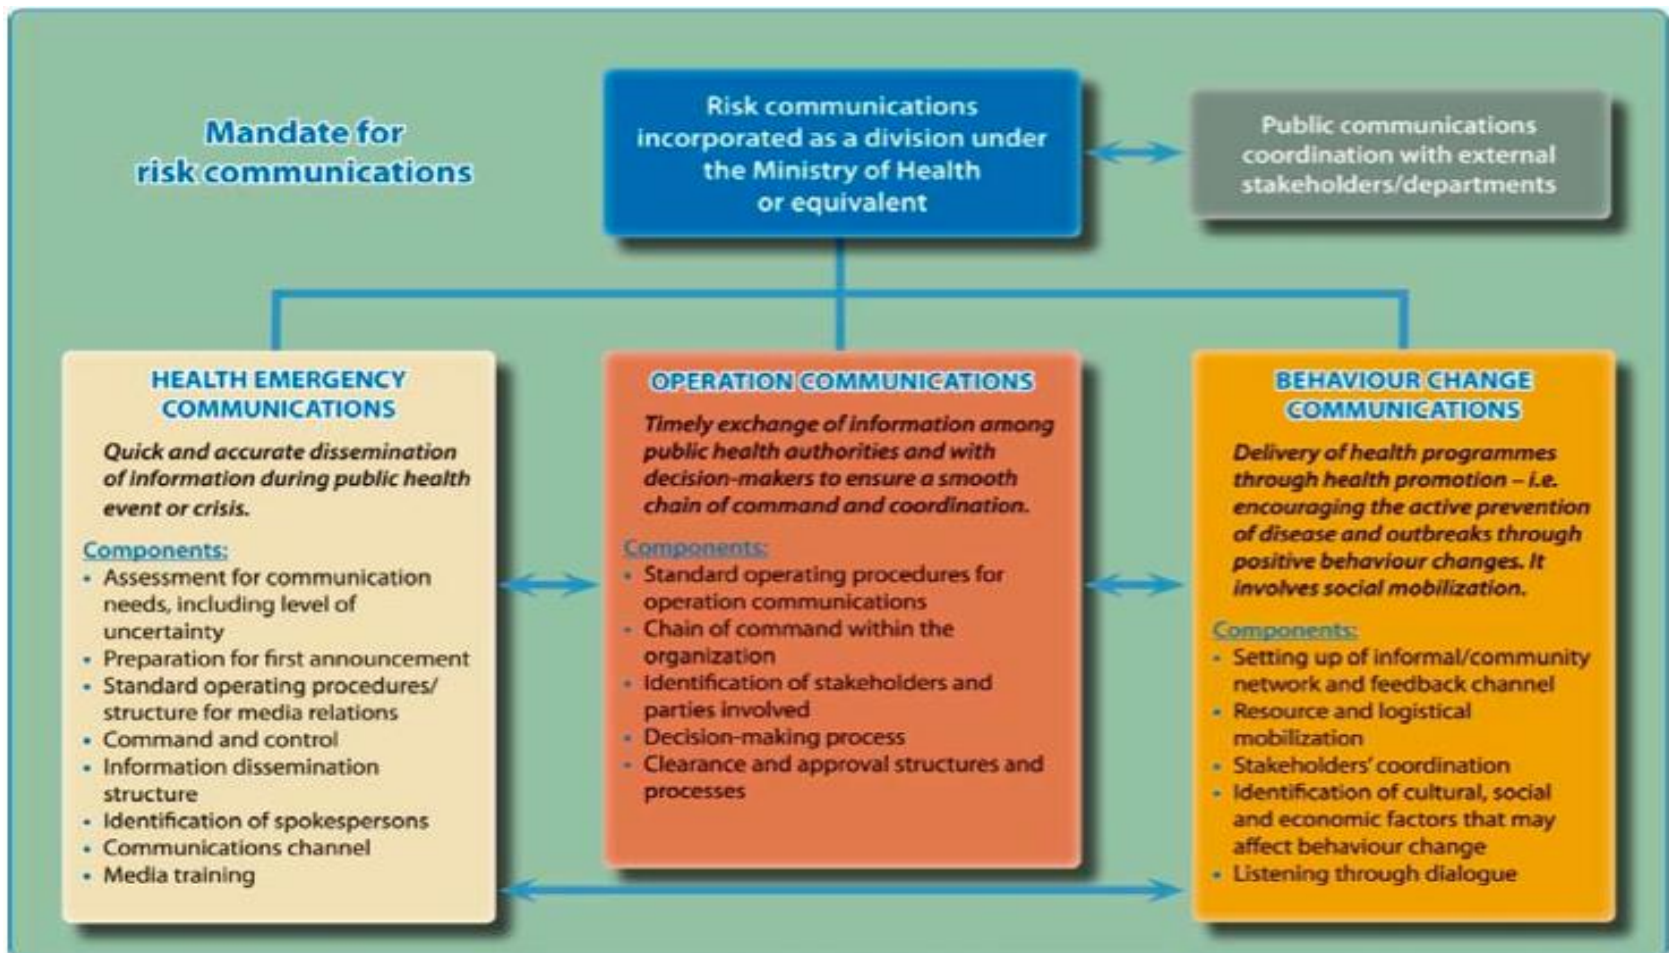 Mandate for
risk communications
Risk communications
incorporated as a division under
the Ministry of Health
or equivalent
Public communications
coordination with external
stakeholders/departments
HEALTH EMERGENCY
COMMUNICATIONS
Quick and accurate dissemination
of information during public health
event or crisis.
Components:
• Assessment for communication
needs, including level of
uncertainty
• Preparation for first announcement
• Standard operating procedures/
structure for media relations
• Command and control
• Information dissemination
structure
• Identification of spokespersons
• Communications channel
• Media training
OPERATION COMMUNICATIONS
Timely exchange of information among
public health authorities and with
decision-makers to ensure a smooth
chain of command and coordination.
Components:
• Standard operating procedures for
operation communications
• Chain of command within the
organization
• Identification of stakeholders and
parties involved
• Decision-making process
• Clearance and approval structures and
processes
BEHAVIOUR CHANGE
COMMUNICATIONS
Delivery of health programmes
through health promotion – i.e.
encouraging the active prevention
of disease and outbreaks through
positive behaviour changes. It
involves social mobilization.
Components:
• Setting up of informal/community
network and feedback channel
• Resource and logistical
mobilization
• Stakeholders' coordination
• Identification of cultural, social
and economic factors that may
affect behaviour change
• Listening through dialogue